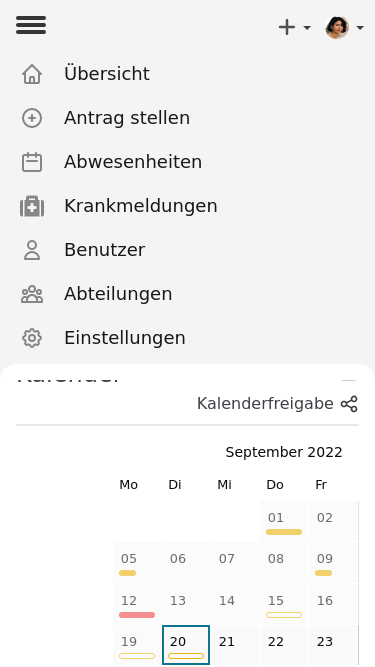 Übersicht
Antrag stellen
Abwesenheiten
Krankmeldungen
Benutzer
Abteilungen
Einstellungen
Kalenderfreigabe
September 2022
Mo Di Mi Do Fr
01 02
05 06 07 08 09
12 13 14 15 16
19 20 21 22 23